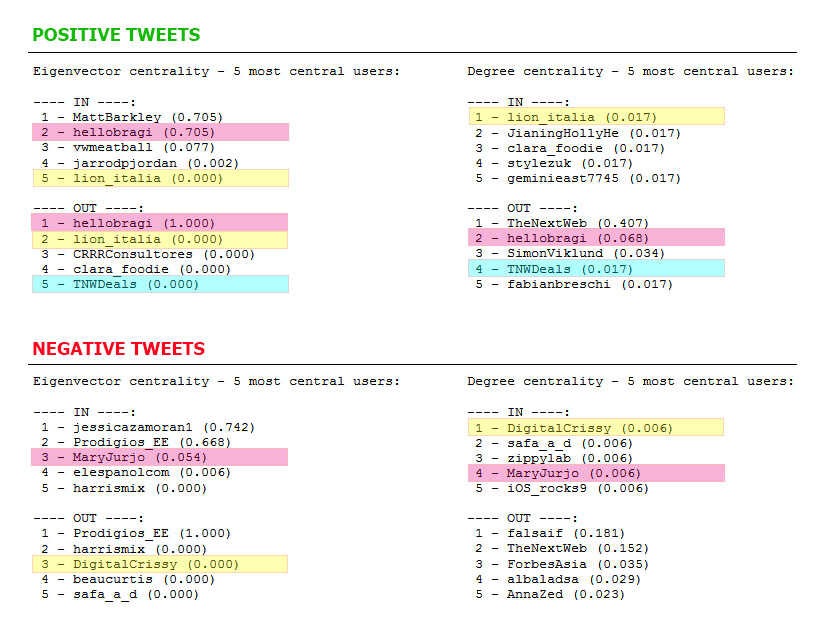 POSITIVE TWEETS
Eigenvector centrality - 5 most central users:
---- IN ----:
1 - MattBarkley (0.705)
2 - hellobragi (0.705)
3 - vwmeatball (0.077)
4 - jarrodpjordan (0.002)
5 - lion_italia (0.000)
---- OUT ----:
1 - hellobragi (1.000)
2 - lion_italia (0.000)
3 - CRRRConsultores (0.000)
4 - clara_foodie (0.000)
5 - TNWDeals (0.000)
Degree centrality - 5 most central users:
---- IN ----:
1 - lion_italia (0.017)
2 - JianingHollyHe (0.017)
3 - clara_foodie (0.017)
4 - stylezuk (0.017)
5 - geminieast7745 (0.017)
---- OUT ----:
1 - TheNextWeb (0.407)
2 - hellobragi (0.068)
3 - SimonViklund (0.034)
4 - TNWDeals (0.017)
5 - fabianbreschi (0.017)
NEGATIVE TWEETS
Eigenvector centrality - 5 most central users:
---- IN ----:
1 - jessicazamoran1 (0.742)
2 - Prodigios_EE (0.668)
3 - MaryJurjo (0.054)
4 - elespanolcom (0.006)
5 - harrismix (0.000)
---- OUT ----:
1 - Prodigios_EE (1.000)
2 - harrismix (0.000)
3 - DigitalCrissy (0.000)
4 - beaucurtis (0.000)
5 - safa_a_d (0.000)
Degree centrality - 5 most central users:
---- IN ----:
1 - DigitalCrissy (0.006)
2 - safa_a_d (0.006)
3 - zippylab (0.006)
4 - MaryJurjo (0.006)
5 - iOS_rocks9 (0.006)
---- OUT ----:
1 - falsaif (0.181)
2 - TheNextWeb (0.152)
3 - ForbesAsia (0.035)
4 - albaladsa (0.029)
5 - AnnaZed (0.023)